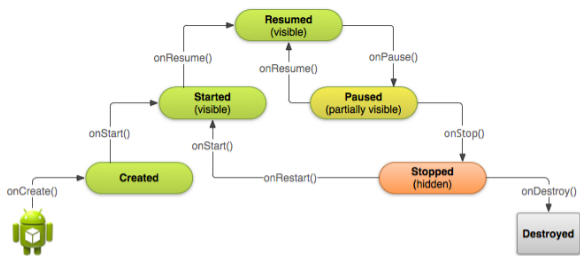 Resumed
(visible)
onResume()
onPause()
onResume()
Started
(visible)
Paused
(partially visible)
onStart()
onStart()
onStop()
Created
onRestart()
Stopped
(hidden)
onCreate()
onDestroy()
Destroyed